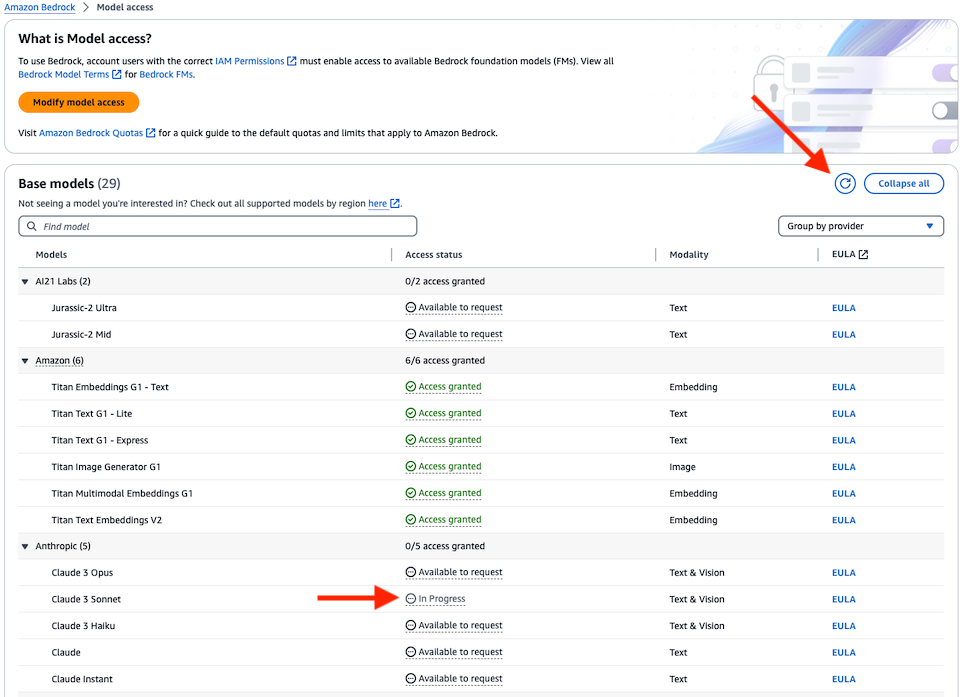 Amazon Bedrock > Model access
What is Model access?
To use Bedrock, account users with the correct IAM Permissions must enable access to available Bedrock foundation models (FMs). View all
Bedrock Model Terms for Bedrock FMs.
Modify model access
Visit Amazon Bedrock Quotas for a quick guide to the default quotas and limits that apply to Amazon Bedrock.
Base models (29)
Collapse all
Not seeing a model you're interested in? Check out all supported models by region here.
Find model
Group by provider
Models Access status Modality EULA
AI21 Labs (2) 0/2 access granted
Jurassic-2 Ultra Available to request Text EULA
Jurassic-2 Mid Available to request Text EULA
Amazon (6) 6/6 access granted
Titan Embeddings G1 - Text Access granted Embedding EULA
Titan Text G1 - Lite Access granted Text EULA
Titan Text G1 - Express Access granted Text EULA
Titan Image Generator G1 Access granted Image EULA
Titan Multimodal Embeddings G1 Access granted Embedding EULA
Titan Text Embeddings V2 Access granted Embedding EULA
Anthropic (5) 0/5 access granted
Claude 3 Opus Available to request Text & Vision EULA
Claude 3 Sonnet In Progress Text & Vision EULA
Claude 3 Haiku Available to request Text & Vision EULA
Claude Available to request Text EULA
Claude Instant Available to request Text EULA